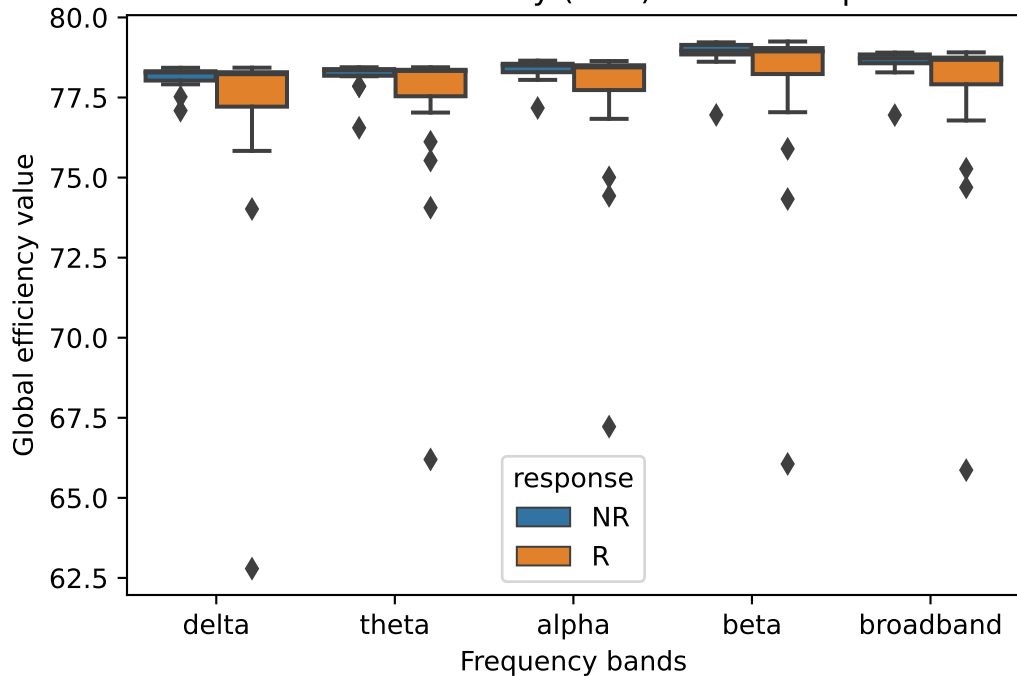 80.0
77.5
75.0
72.5
70.0
67.5
65.0
62.5
Global efficiency value
response
NR
R
delta theta alpha beta broadband
Frequency bands